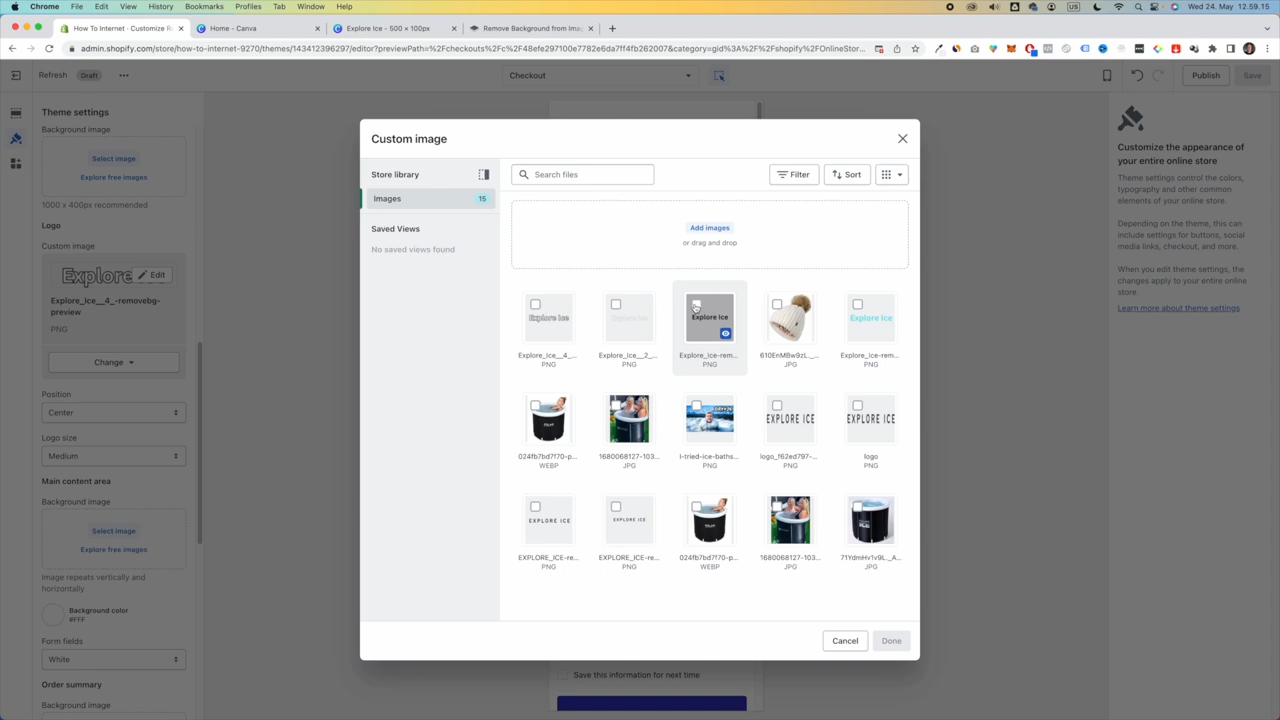 Chrome File Edit View History Bookmarks Profiles Tab Window Help
US
Wed 24. May 12.59.15
How To Internet · Customize R
Home - Canva
Explore Ice - 500 × 100px
Remove Background from Imag
admin.shopify.com/store/how-to-internet-9270/themes/143412396297/editor?previewPath=%2Fcheckouts%2Fc%2F48efe297100e7782e6da7ff4fb262007&category=gid%3A%2F%2Fshopify%2FOnlineStor...
Refresh Draft
Checkout
Publish
Save
Theme settings
Background image
Select image
Explore free images
1000 x 400px recommended
Logo
Custom image
Explore
Edit
Explore_Ice__4_-removebg-
preview
PNG
Change
Position
Center
Logo size
Medium
Main content area
Background image
Select image
Explore free images
Image repeats vertically and
horizontally
Background color
#FFF
Form fields
White
Order summary
Custom image
Store library
Images 15
Saved Views
No saved views found
Search files
Filter
Sort
Add images
or drag and drop
Explore Ice
Explore Ice
Explore Ice
Explore_Ice__4_...
PNG
Explore_Ice__2_...
PNG
Explore_Ice-rem...
PNG
610EnMBw9zL._...
JPG
Explore_Ice-rem...
PNG
EXPLORE ICE
EXPLORE ICE
024fb7bd7f70-p...
WEBP
1680068127-103...
JPG
I-tried-ice-baths...
PNG
logo_f62ed797-...
PNG
logo
PNG
EXPLORE ICE
EXPLORE ICE
ICE
EXPLORE_ICE-re...
PNG
EXPLORE_ICE-re...
PNG
024fb7bd7f70-p...
WEBP
1680068127-103...
JPG
71YdmHv1v9L._A...
JPG
Cancel
Done
Save this information for next time
Customize the appearance of
your entire online store
Theme settings control the colors,
typography and other common
elements of your online store.
Depending on the theme, this can
include settings for buttons, social
media links, checkout, and more.
When you edit theme settings, the
changes apply to your entire online
store.
Learn more about theme settings